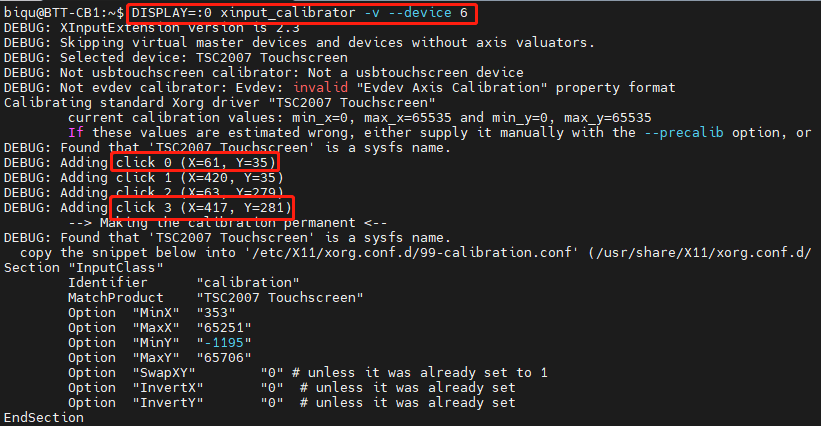 biqu@BTT-CB1:~$ DISPLAY=:0 xinput_calibrator -v --device 6
DEBUG: XInputExtension version is 2.3
DEBUG: Skipping virtual master devices and devices without axis valuators.
DEBUG: Selected device: TSC2007 Touchscreen
DEBUG: Not usbtouchscreen calibrator: Not a usbtouchscreen device
DEBUG: Not evdev calibrator: Evdev: invalid "Evdev Axis Calibration" property format
Calibrating standard Xorg driver "TSC2007 Touchscreen"
current calibration values: min_x=0, max_x=65535 and min_y=0, max_y=65535
If these values are estimated wrong, either supply it manually with the --precalib option, or
DEBUG: Found that 'TSC2007 Touchscreen' is a sysfs name.
DEBUG: Adding click 0 (X=61, Y=35)
DEBUG: Adding click 1 (X=420, Y=35)
DEBUG: Adding click 2 (X=63, Y=279)
DEBUG: Adding click 3 (X=417, Y=281)
--> Making the calibration permanent <--
DEBUG: Found that 'TSC2007 Touchscreen' is a sysfs name.
copy the snippet below into '/etc/X11/xorg.conf.d/99-calibration.conf' (/usr/share/X11/xorg.conf.d/
Section "InputClass"
Identifier "calibration"
MatchProduct "TSC2007 Touchscreen"
Option "MinX" "353"
Option "MaxX" "65251"
Option "MinY" "-1195"
Option "MaxY" "65706"
Option "SwapXY" "0" # unless it was already set to 1
Option "InvertX" "0" # unless it was already set
Option "InvertY" "0" # unless it was already set
EndSection